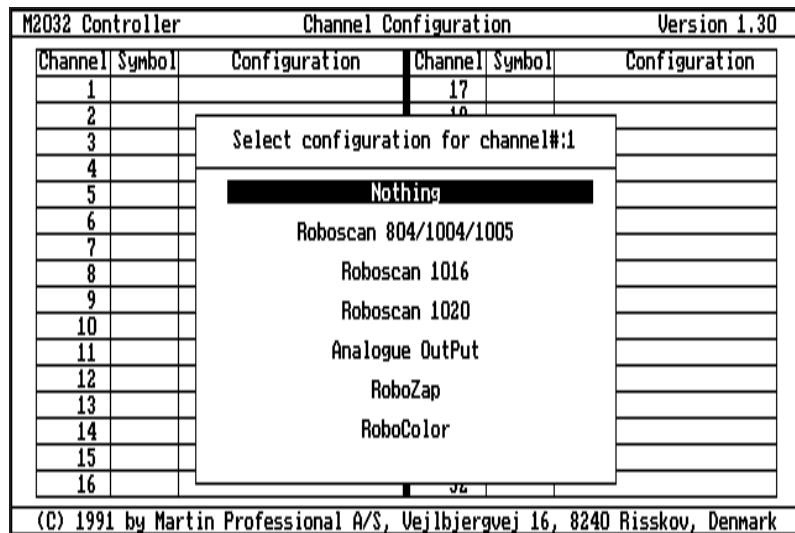 M2032 Controller Channel Configuration Version 1.30
Channel Symbol Configuration Channel Symbol Configuration
1 17
2
3
4
5
6
7
8
9
10
11
12
13
14
15
16
Select configuration for channel#:1
Nothing
Roboscan 804/1004/1005
Roboscan 1016
Roboscan 1020
Analogue OutPut
RoboZap
RoboColor
(C) 1991 by Martin Professional A/S, Vejlbjergvej 16, 8240 Risskov, Denmark